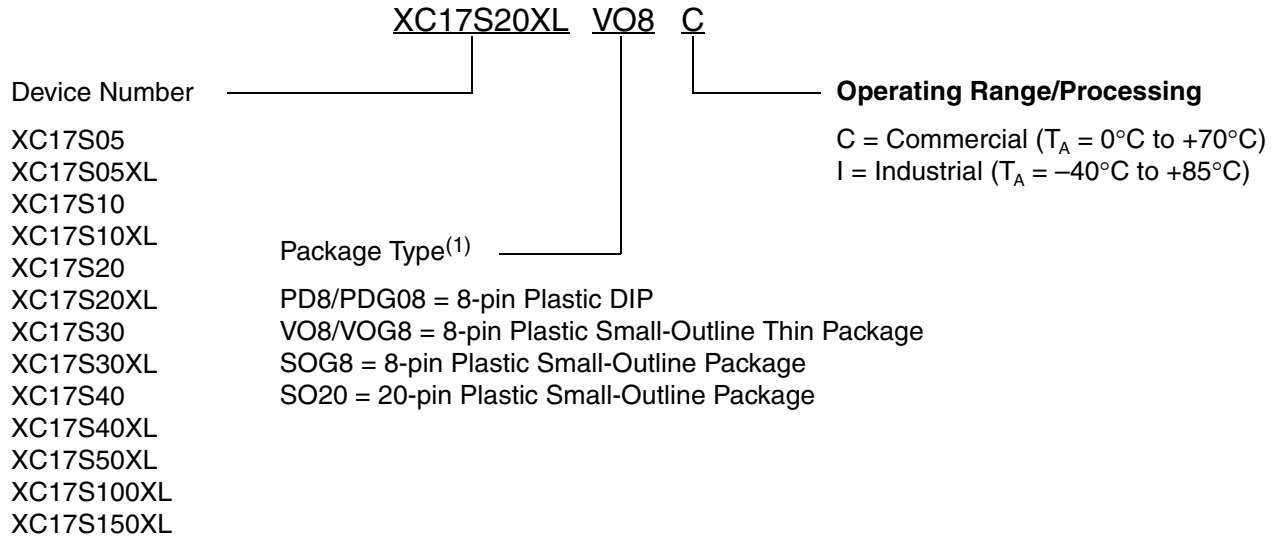 XC17S20XL VO8 C
Device Number
XC17S05
XC17S05XL
XC17S10
XC17S10XL
XC17S20
XC17S20XL
XC17S30
XC17S30XL
XC17S40
XC17S40XL
XC17S50XL
XC17S100XL
XC17S150XL
Package Type(1)
PD8/PDG08 = 8-pin Plastic DIP
VO8/VOG8 = 8-pin Plastic Small-Outline Thin Package
SOG8 = 8-pin Plastic Small-Outline Package
SO20 = 20-pin Plastic Small-Outline Package
Operating Range/Processing
C = Commercial (TA = 0°C to +70°C)
I = Industrial (TA = –40°C to +85°C)